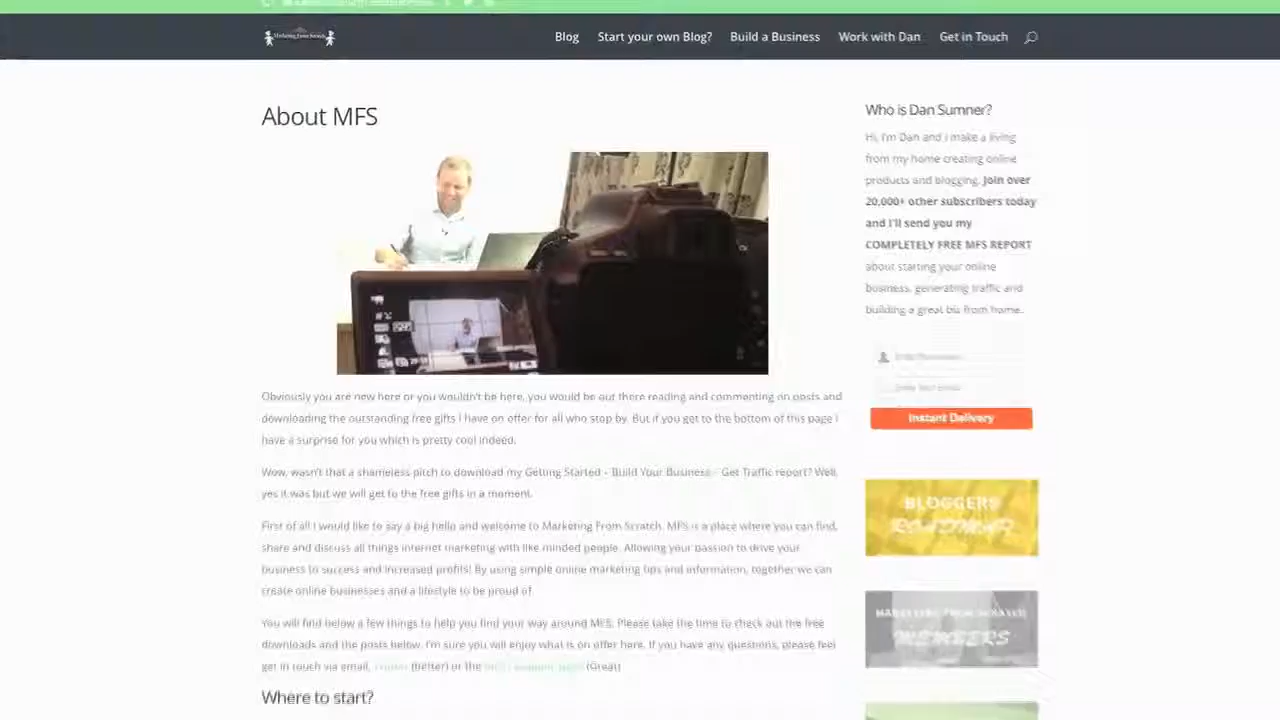 Marketing From Scratch
Blog
Start your own Blog?
Build a Business
Work with Dan
Get in Touch
About MFS
Obviously you are new here or you wouldn't be here, you would be out there reading and commenting on posts and
downloading the outstanding free gifts I have on offer for all who stop by. But if you get to the bottom of this page I
have a surprise for you which is pretty cool indeed.
Wow, wasn't that a shameless pitch to download my Getting Started – Build Your Business – Get Traffic report? Well,
yes it was but we will get to the free gifts in a moment.
First of all I would like to say a big hello and welcome to Marketing From Scratch. MFS is a place where you can find,
share and discuss all things internet marketing with like minded people. Allowing your passion to drive your
business to success and increased profits! By using simple online marketing tips and information, together we can
create online businesses and a lifestyle to be proud of.
You will find below a few things to help you find your way around MFS. Please take the time to check out the free
downloads and the posts below. I'm sure you will enjoy what is on offer here. If you have any questions, please feel
get in touch via email, (better) or the (Great)
Where to start?
Who is Dan Sumner?
Hi, I'm Dan and I make a living
from my home creating online
products and blogging. Join over
20,000+ other subscribers today
and I'll send you my
COMPLETELY FREE MFS REPORT
about starting your online
business, generating traffic and
building a great biz from home.
Instant Delivery
BLOGGERS
ROADMAP
MARKETING FROM SCRATCH
MEMBERS